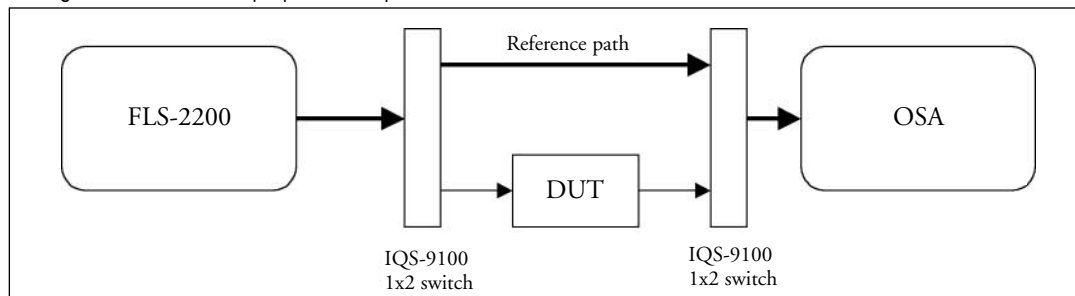 Reference path
FLS-2200
OSA
DUT
IQS-9100
1x2 switch
IQS-9100
1x2 switch